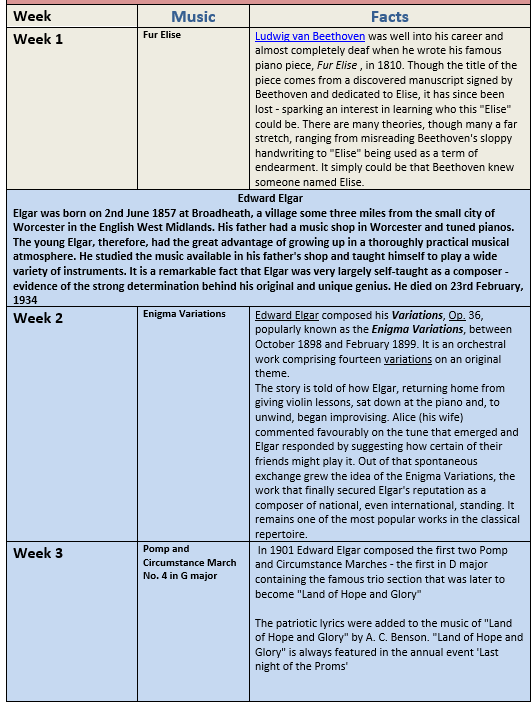 Week Music Facts
Week 1 Fur Elise Ludwig van Beethoven was well into his career and
almost completely deaf when he wrote his famous
piano piece, Fur Elise , in 1810. Though the title of the
piece comes from a discovered manuscript signed by
Beethoven and dedicated to Elise, it has since been
lost - sparking an interest in learning who this "Elise"
could be. There are many theories, though many a far
stretch, ranging from misreading Beethoven's sloppy
handwriting to "Elise" being used as a term of
endearment. It simply could be that Beethoven knew
someone named Elise.
Edward Elgar
Elgar was born on 2nd June 1857 at Broadheath, a village some three miles from the small city of
Worcester in the English West Midlands. His father had a music shop in Worcester and tuned pianos.
The young Elgar, therefore, had the great advantage of growing up in a thoroughly practical musical
atmosphere. He studied the music available in his father's shop and taught himself to play a wide
variety of instruments. It is a remarkable fact that Elgar was very largely self-taught as a composer -
evidence of the strong determination behind his original and unique genius. He died on 23rd February,
1934
Week 2 Enigma Variations Edward Elgar composed his Variations, Op. 36,
popularly known as the Enigma Variations, between
October 1898 and February 1899. It is an orchestral
work comprising fourteen variations on an original
theme.
The story is told of how Elgar, returning home from
giving violin lessons, sat down at the piano and, to
unwind, began improvising. Alice (his wife)
commented favourably on the tune that emerged and
Elgar responded by suggesting how certain of their
friends might play it. Out of that spontaneous
exchange grew the idea of the Enigma Variations, the
work that finally secured Elgar's reputation as a
composer of national, even international, standing. It
remains one of the most popular works in the classical
repertoire.
Week 3 Pomp and In 1901 Edward Elgar composed the first two Pomp
Circumstance March and Circumstance Marches - the first in D major
No. 4 in G major containing the famous trio section that was later to
become "Land of Hope and Glory"
The patriotic lyrics were added to the music of "Land
of Hope and Glory" by A. C. Benson. "Land of Hope and
Glory" is always featured in the annual event 'Last
night of the Proms'